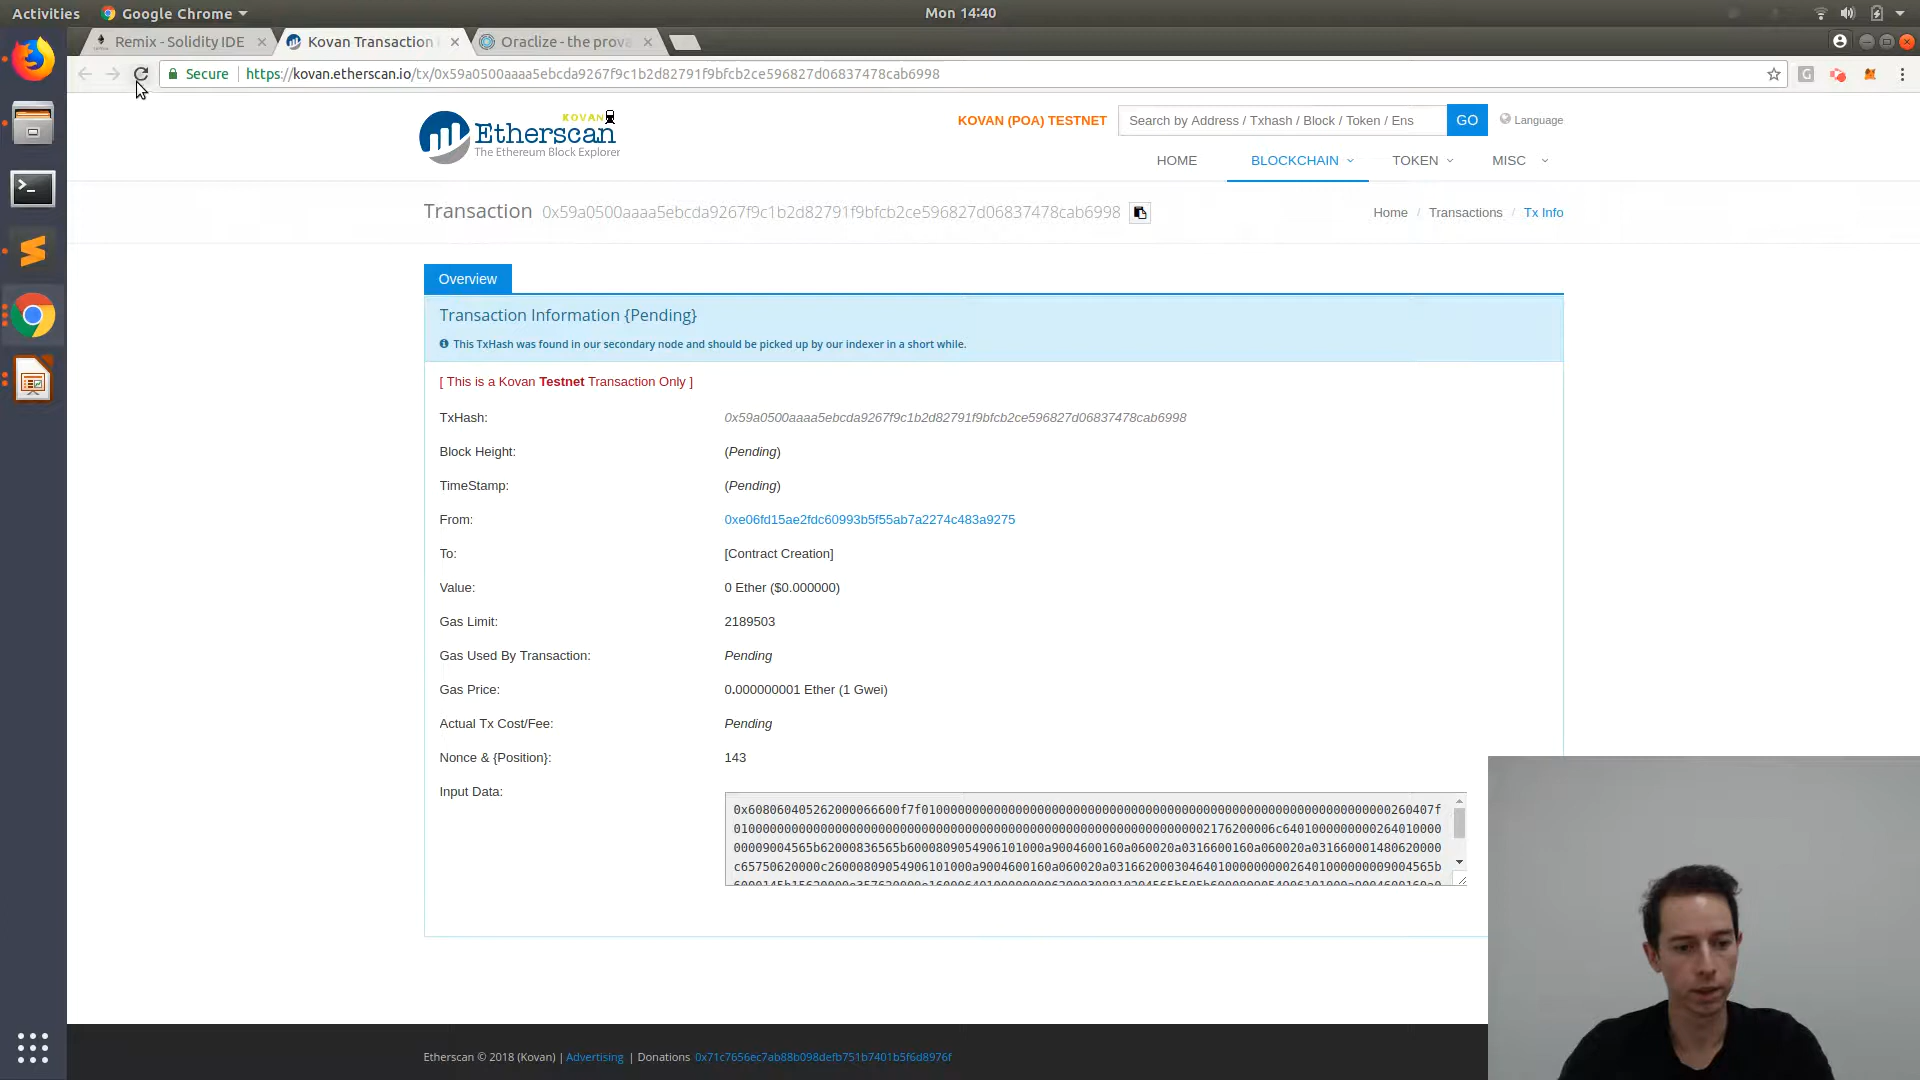 Activities
Google Chrome
Mon 14:40
Remix - Solidity IDE
Kovan Transaction
Oraclize - the prova
Secure
https://kovan.etherscan.io/tx/0x59a0500aaaa5ebcda9267f9c1b2d82791f9bfcb2ce596827d06837478cab6998
KOVAN
Etherscan
The Ethereum Block Explorer
KOVAN (POA) TESTNET
Search by Address / Txhash / Block / Token / Ens
GO
Language
HOME
BLOCKCHAIN
TOKEN
MISC
Transaction 0x59a0500aaaa5ebcda9267f9c1b2d82791f9bfcb2ce596827d06837478cab6998
Home / Transactions / Tx Info
Overview
Transaction Information {Pending}
This TxHash was found in our secondary node and should be picked up by our indexer in a short while.
[ This is a Kovan Testnet Transaction Only ]
TxHash: 0x59a0500aaaa5ebcda9267f9c1b2d82791f9bfcb2ce596827d06837478cab6998
Block Height: (Pending)
TimeStamp: (Pending)
From: 0xe06fd15ae2fdc60993b5f55ab7a2274c483a9275
To: [Contract Creation]
Value: 0 Ether ($0.000000)
Gas Limit: 2189503
Gas Used By Transaction: Pending
Gas Price: 0.000000001 Ether (1 Gwei)
Actual Tx Cost/Fee: Pending
Nonce & {Position}: 143
Input Data:
c65750620000c26000809054906101000a9004600160a060020a031662000304640100000000026401000000009004565b
Etherscan © 2018 (Kovan) | Advertising | Donations 0x71c7656ec7ab88b098defb751b7401b5f6d8976f